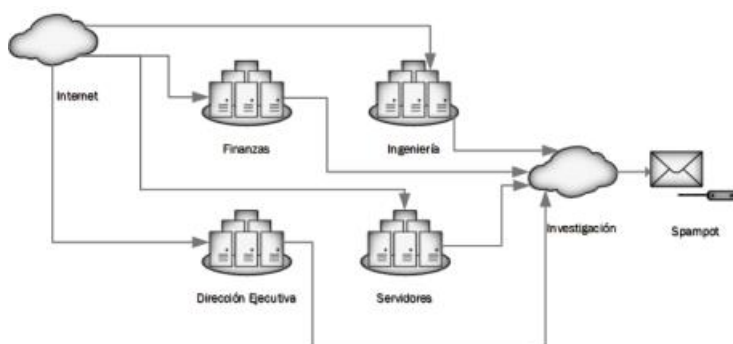 Internet
Finanzas
Ingeniería
Investigación
Spampot
Dirección Ejecutiva
Servidores